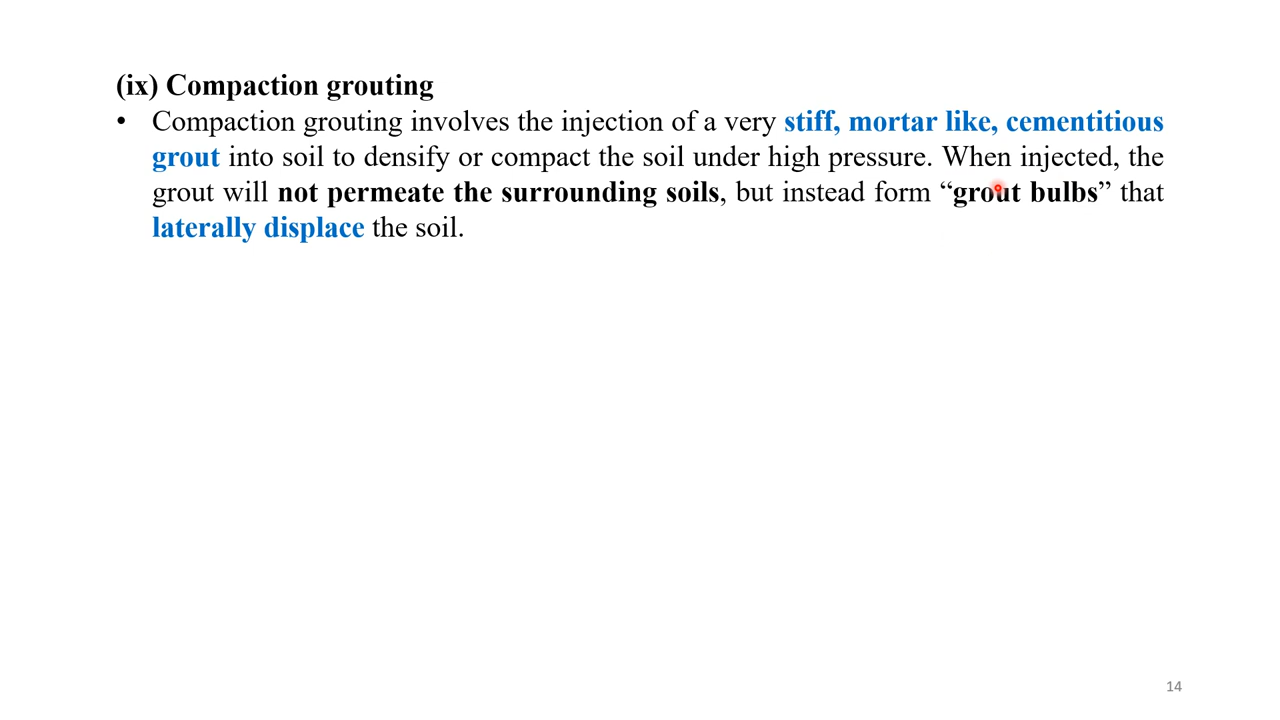 (ix) Compaction grouting
• Compaction grouting involves the injection of a very stiff, mortar like, cementitious
grout into soil to densify or compact the soil under high pressure. When injected, the
grout will not permeate the surrounding soils, but instead form “grout bulbs” that
laterally displace the soil.
14